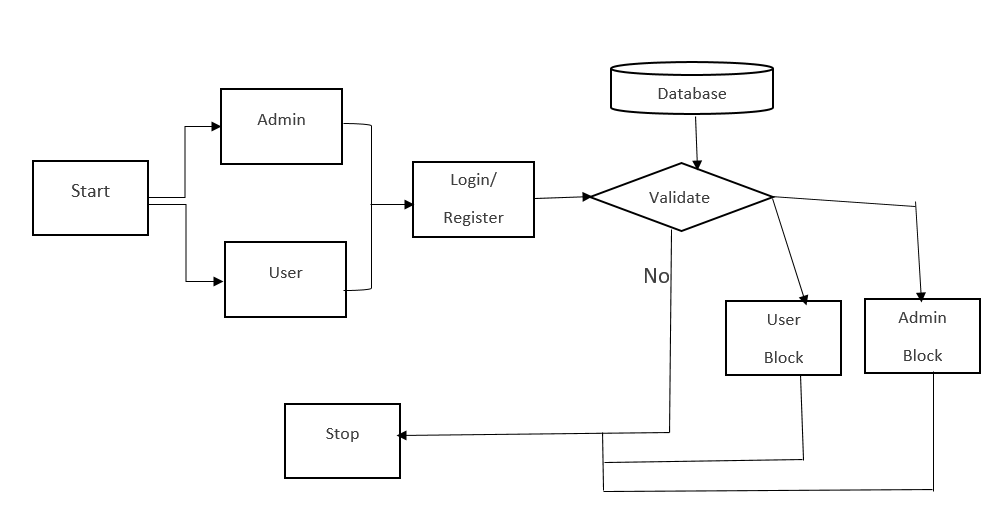 Database
Admin
Start
Login/
Register
Validate
User
No
User
Block
Admin
Block
Stop